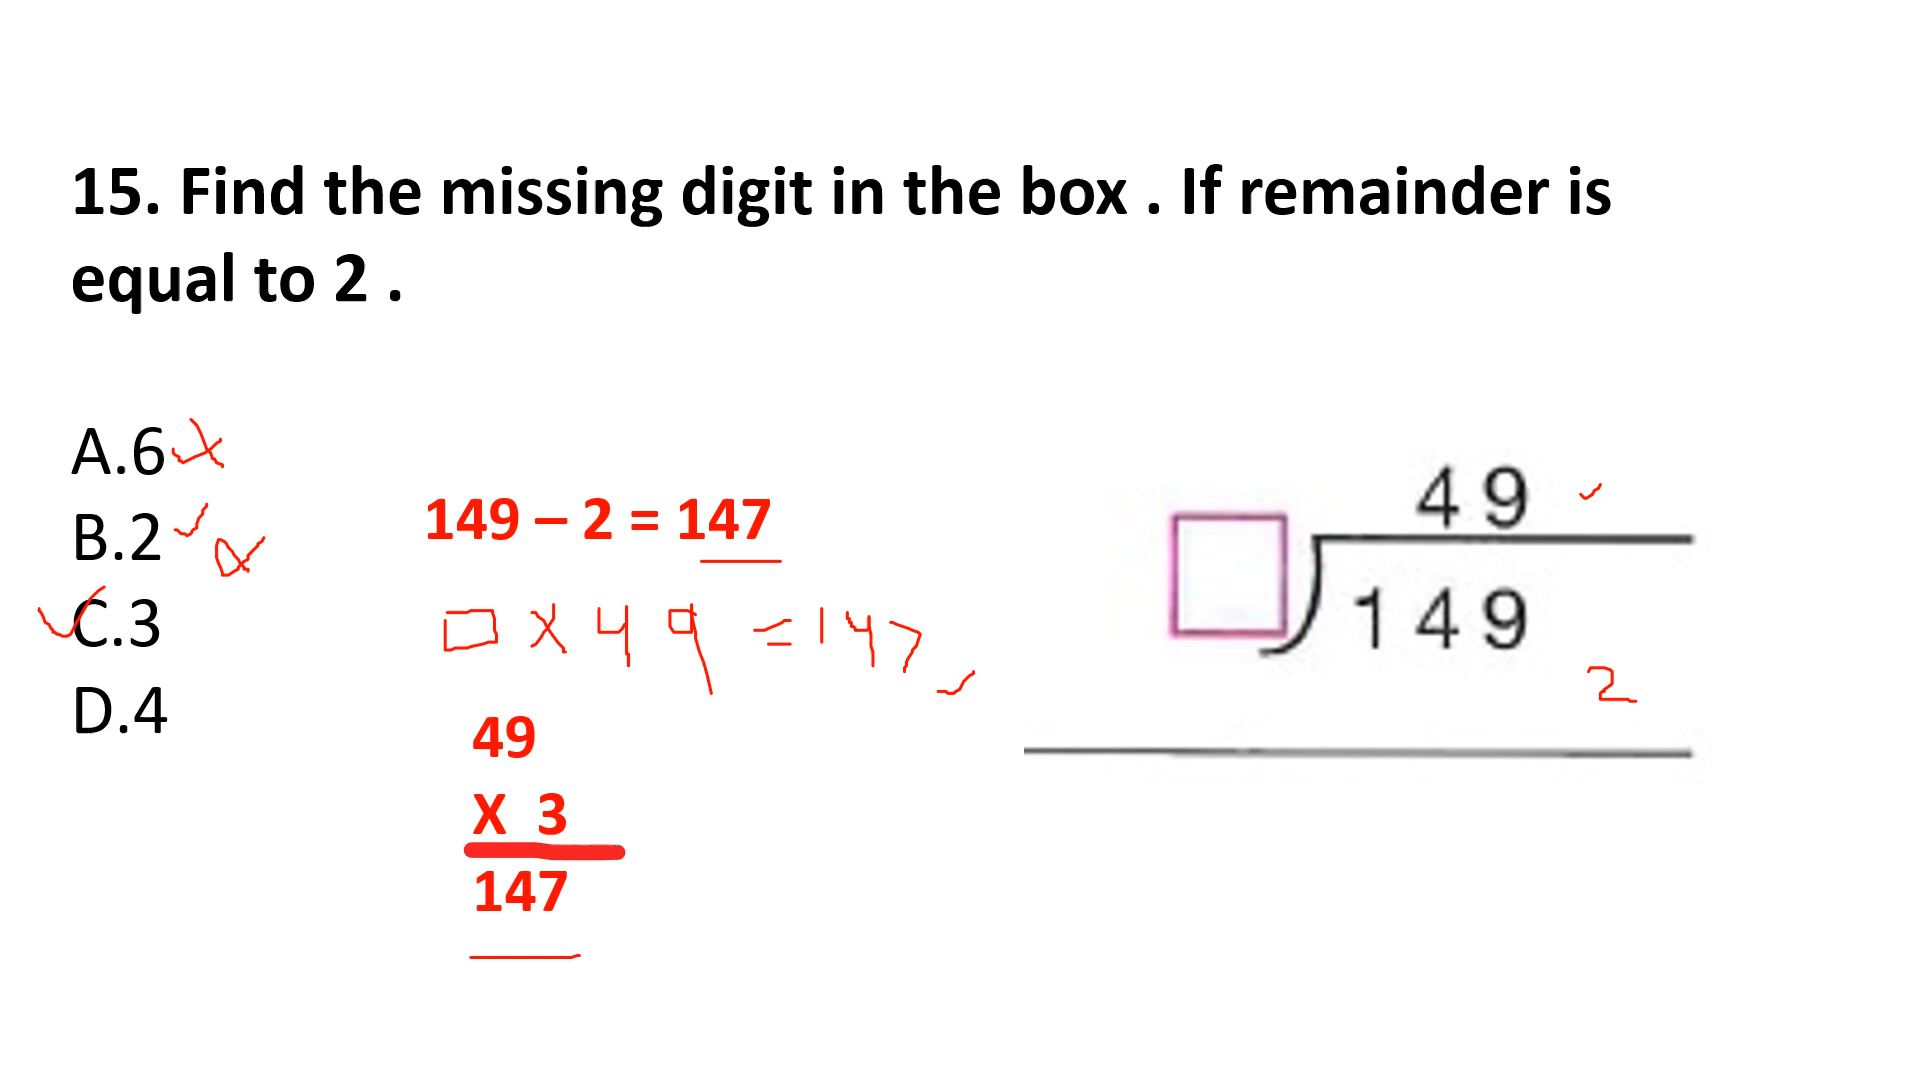 15. Find the missing digit in the box . If remainder is
equal to 2 .
A.6
B.2
C.3
D.4
149 – 2 = 147
□ x 49 = 147
49
X 3
147
49
149
2